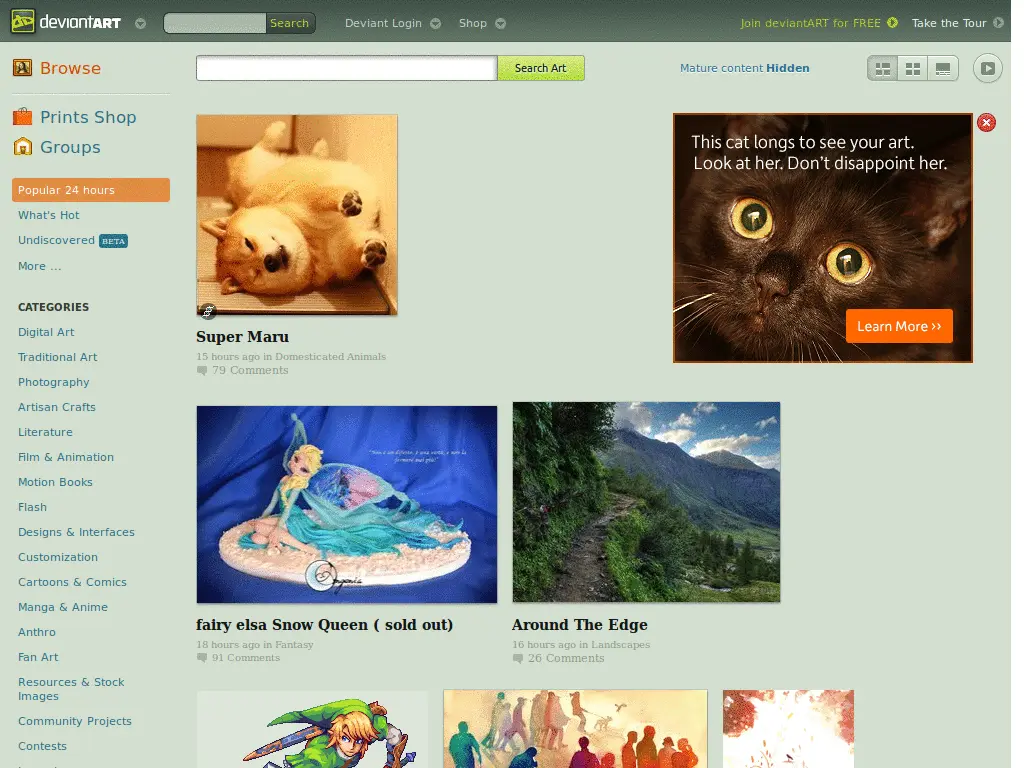 deviantART
Search
Deviant Login
Shop
Join deviantART for FREE
Take the Tour
Browse
Search Art
Mature content Hidden
Prints Shop
Groups
Popular 24 hours
What's Hot
Undiscovered BETA
More ...
CATEGORIES
Digital Art
Traditional Art
Photography
Artisan Crafts
Literature
Film & Animation
Motion Books
Flash
Designs & Interfaces
Customization
Cartoons & Comics
Manga & Anime
Anthro
Fan Art
Resources & Stock
Images
Community Projects
Contests
Super Maru
15 hours ago in Domesticated Animals
79 Comments
This cat longs to see your art.
Look at her. Don't disappoint her.
Learn More ››
fairy elsa Snow Queen ( sold out)
18 hours ago in Fantasy
91 Comments
Around The Edge
16 hours ago in Landscapes
26 Comments